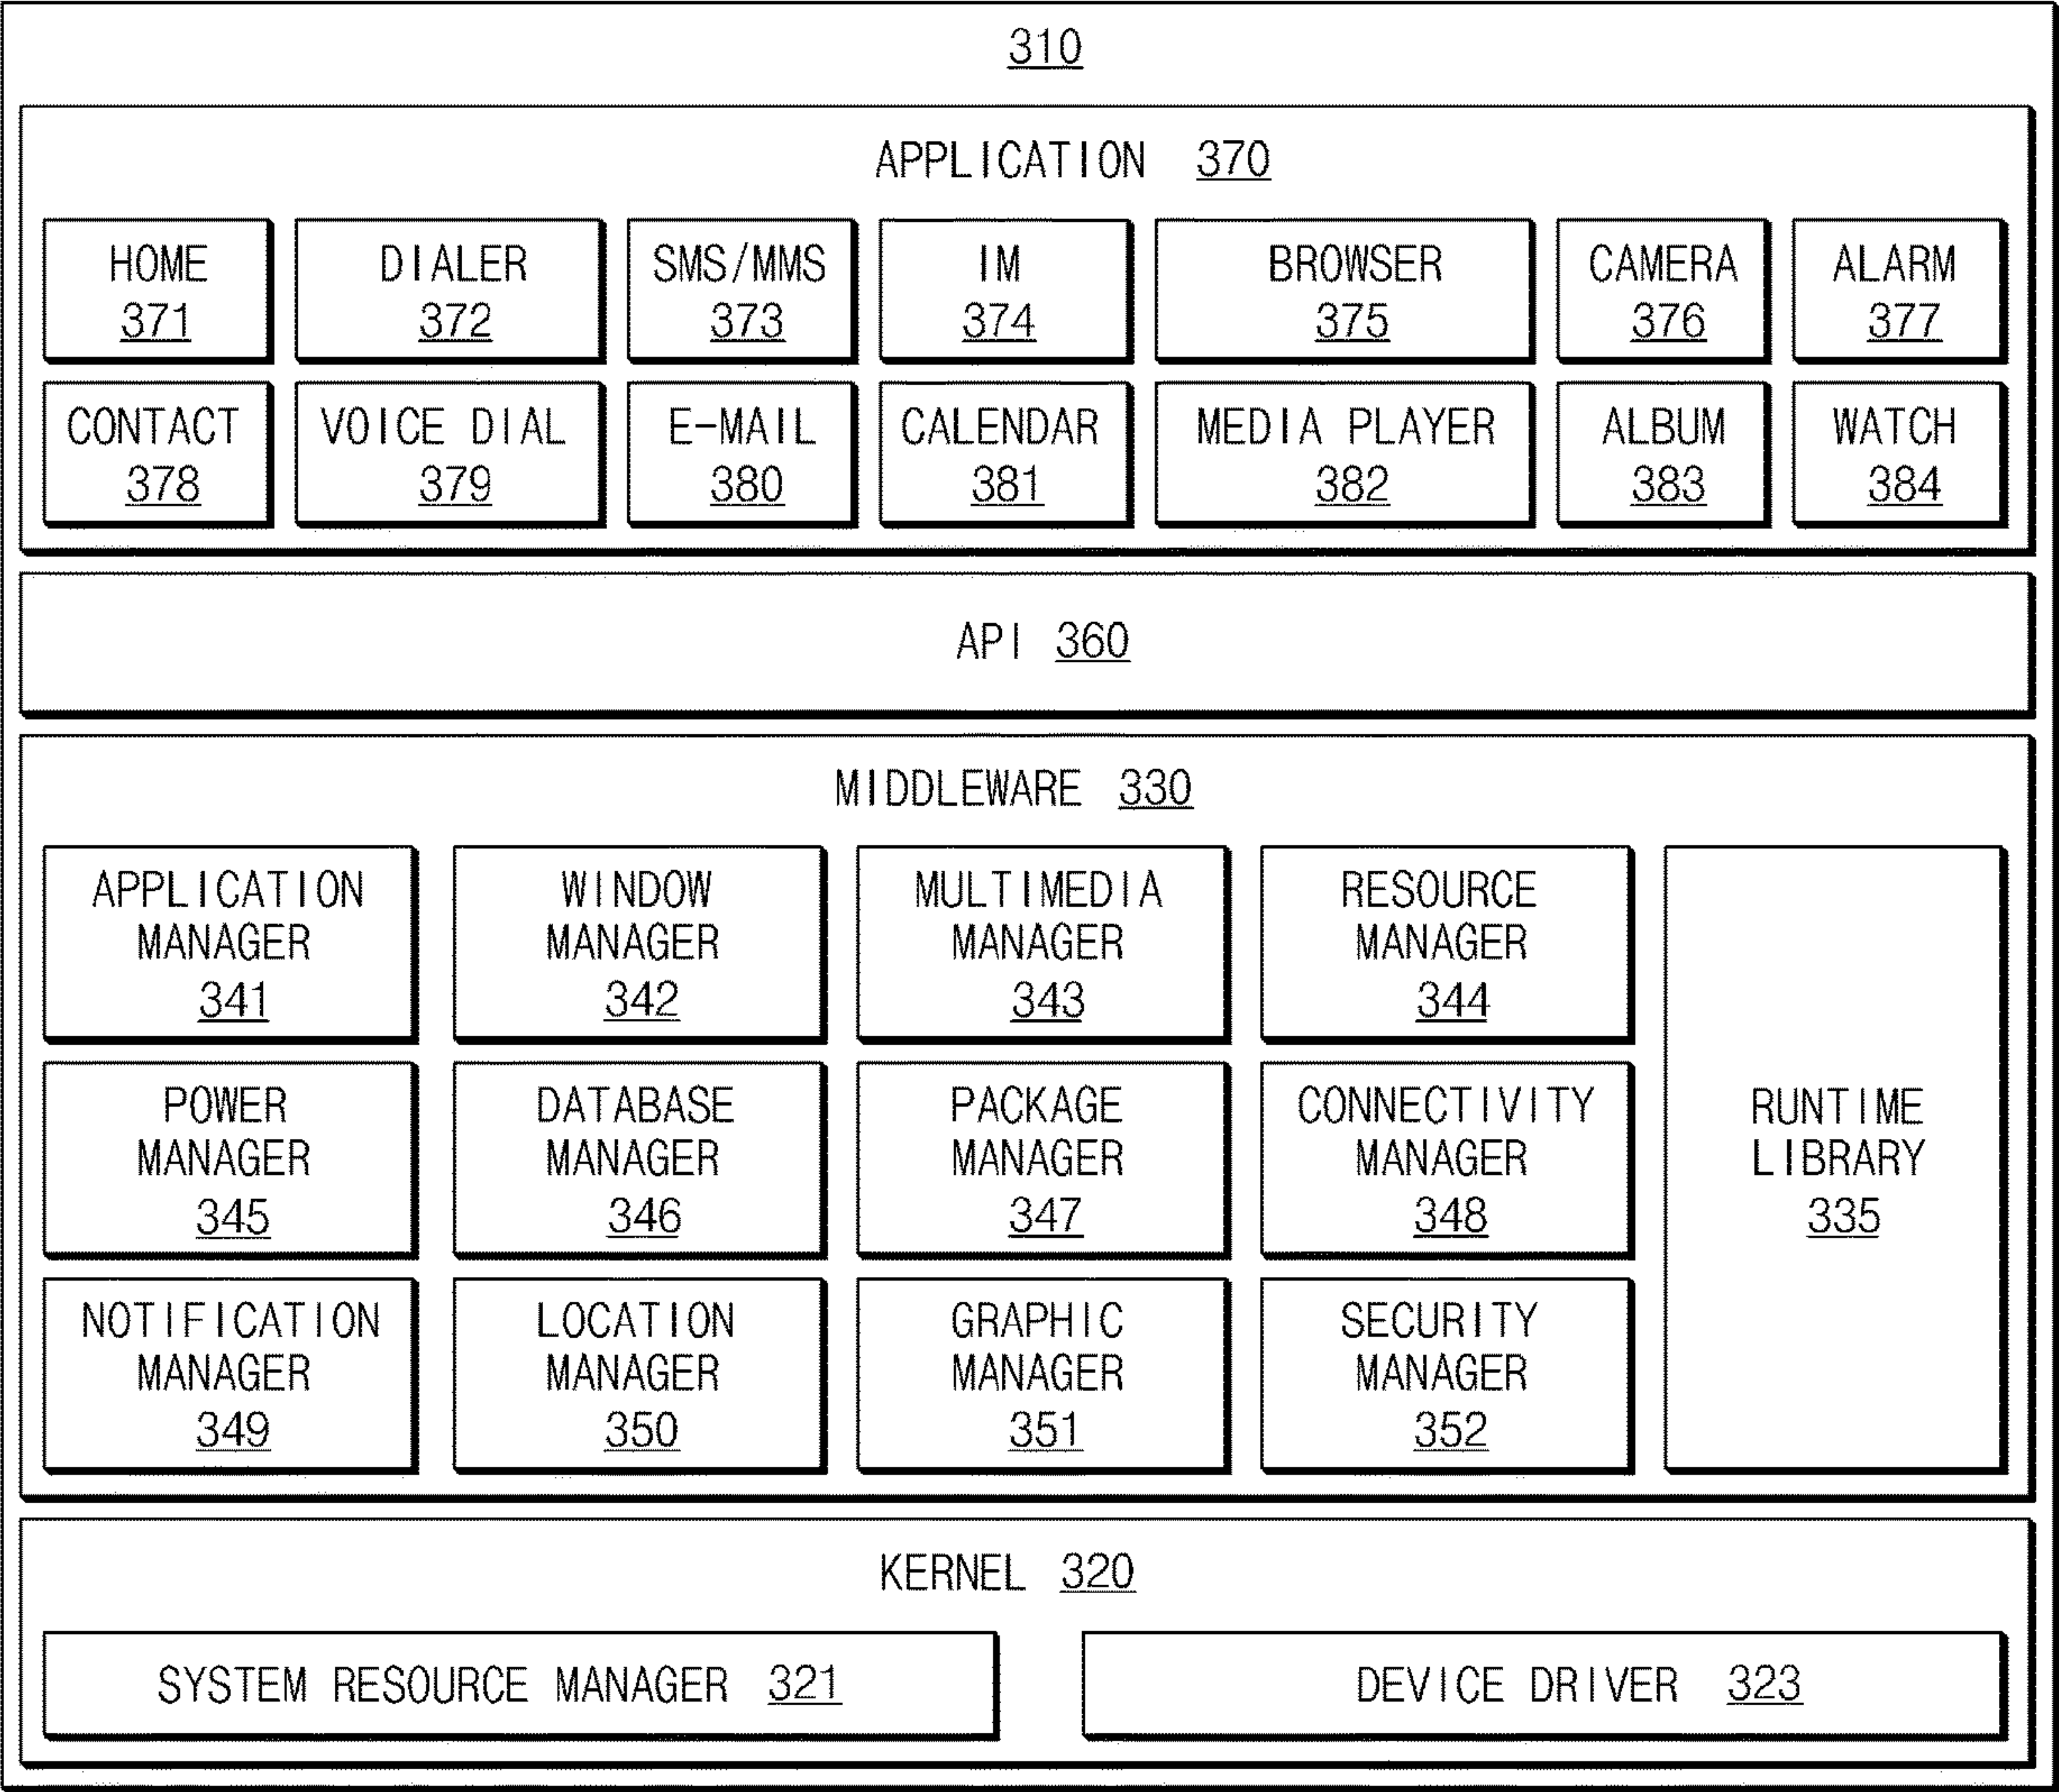 310
APPLICATION 370
HOME
371
DIALER
372
SMS/MMS
373
IM
374
BROWSER
375
CAMERA
376
ALARM
377
CONTACT
378
VOICE DIAL
379
E-MAIL
380
CALENDAR
381
MEDIA PLAYER
382
ALBUM
383
WATCH
384
API 360
MIDDLEWARE 330
APPLICATION
MANAGER
341
WINDOW
MANAGER
342
MULTIMEDIA
MANAGER
343
RESOURCE
MANAGER
344
POWER
MANAGER
345
DATABASE
MANAGER
346
PACKAGE
MANAGER
347
CONNECTIVITY
MANAGER
348
NOTIFICATION
MANAGER
349
LOCATION
MANAGER
350
GRAPHIC
MANAGER
351
SECURITY
MANAGER
352
RUNTIME
LIBRARY
335
KERNEL 320
SYSTEM RESOURCE MANAGER 321
DEVICE DRIVER 323